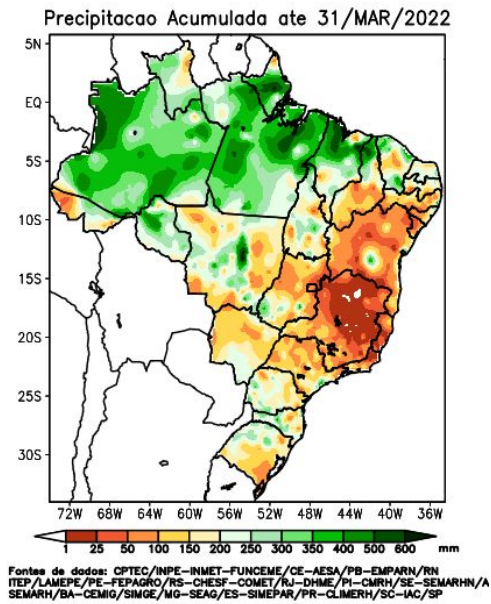 Precipitacao Acumulada até 31/MAR/2022
5N
EQ
5S
10S
15S
20S
25S
30S
72W 68W 64W 60W 56W 52W 48W 44W 40W 36W
1 25 50 100 150 200 250 300 350 400 500 600 mm
Fontes de dados: CPTEC/INPE-INMET-FUNCEME/CE-AESA/PB-EMPARN/RN
ITEP/LAMEPE/PE-FEPAGRO/RS-CHESF-COMET/RJ-DHME/PI-CMRH/SE-SEMARHN/A
SEMARH/BA-CEMIG/SIMGE/MG-SEAG/ES-SIMEPAR/PR-CLIMERH/SC-IAC/SP